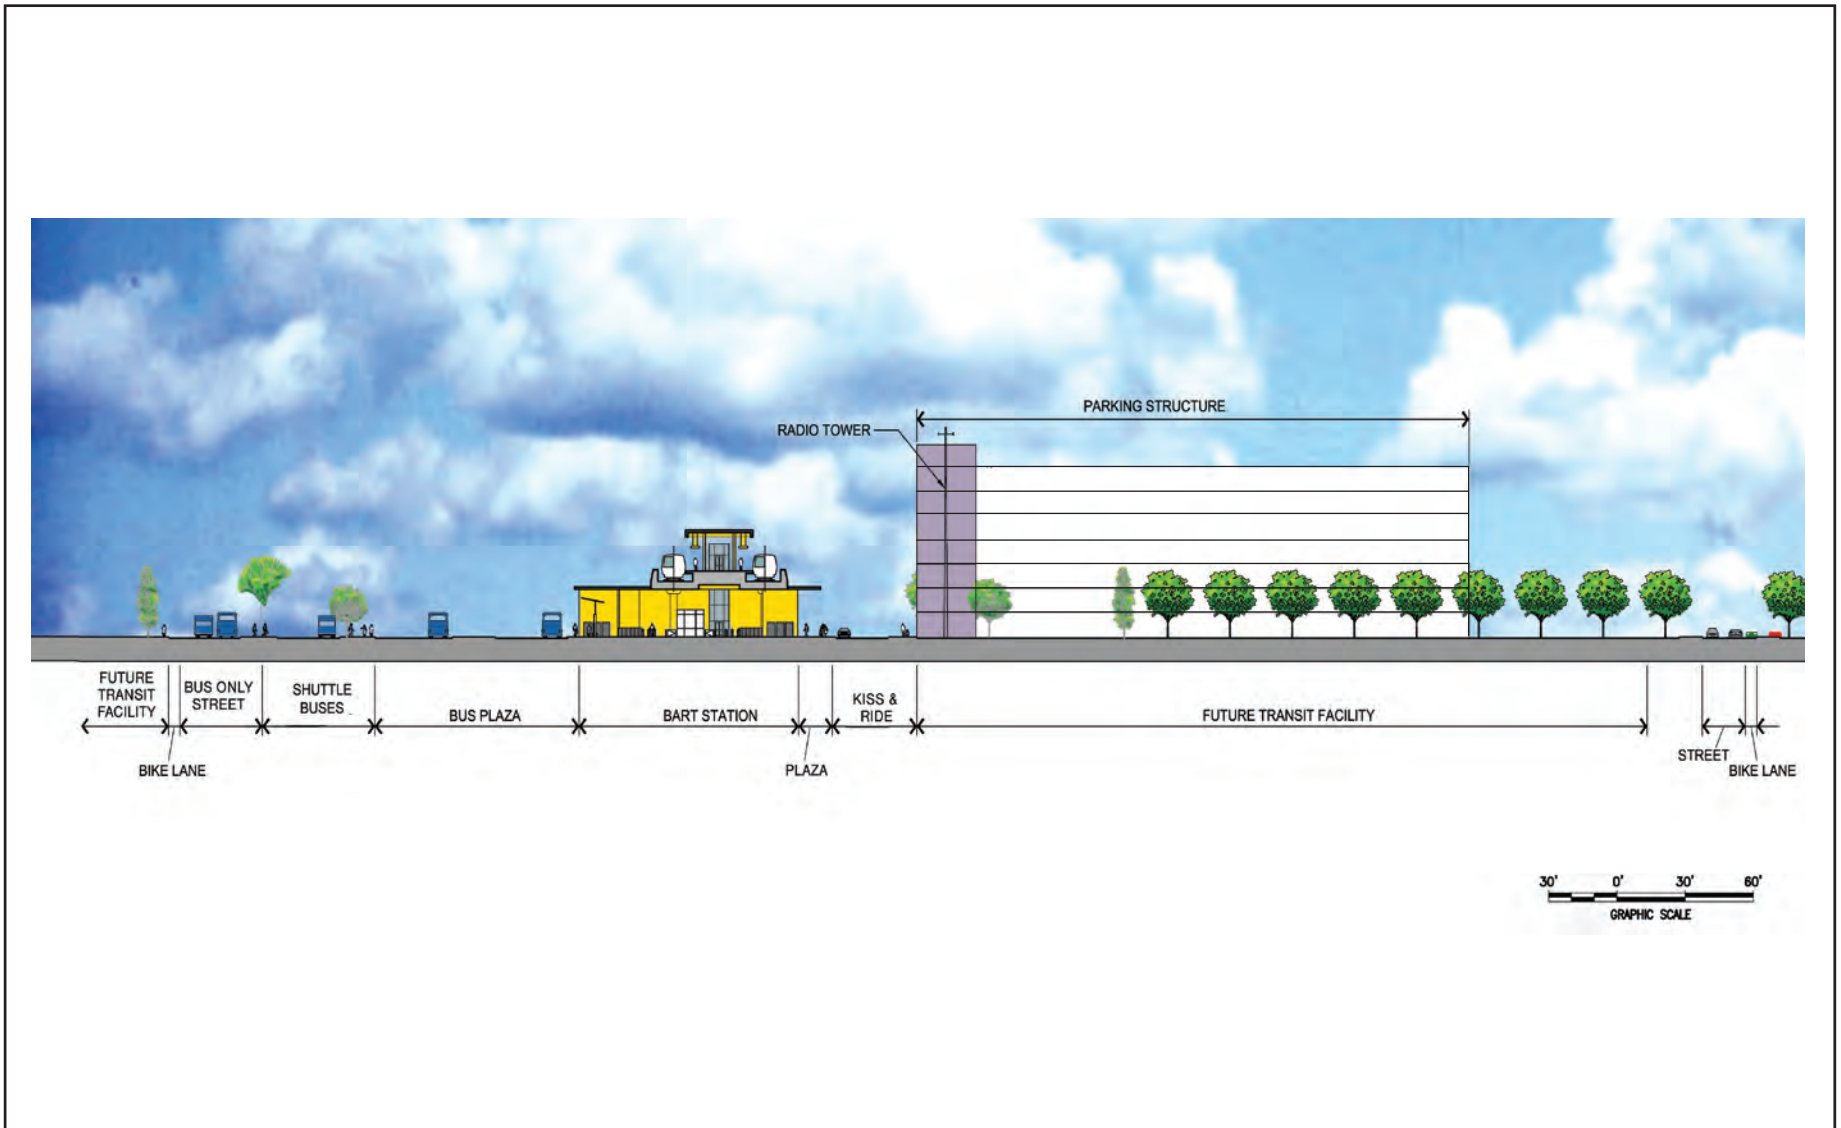 PARKING STRUCTURE
RADIO TOWER
FUTURE
TRANSIT
FACILITY
BUS ONLY
STREET
SHUTTLE
BUSES
BUS PLAZA
BART STATION
KISS &
RIDE
FUTURE TRANSIT FACILITY
BIKE LANE
PLAZA
STREET
BIKE LANE
30' 0' 30' 60'
GRAPHIC SCALE